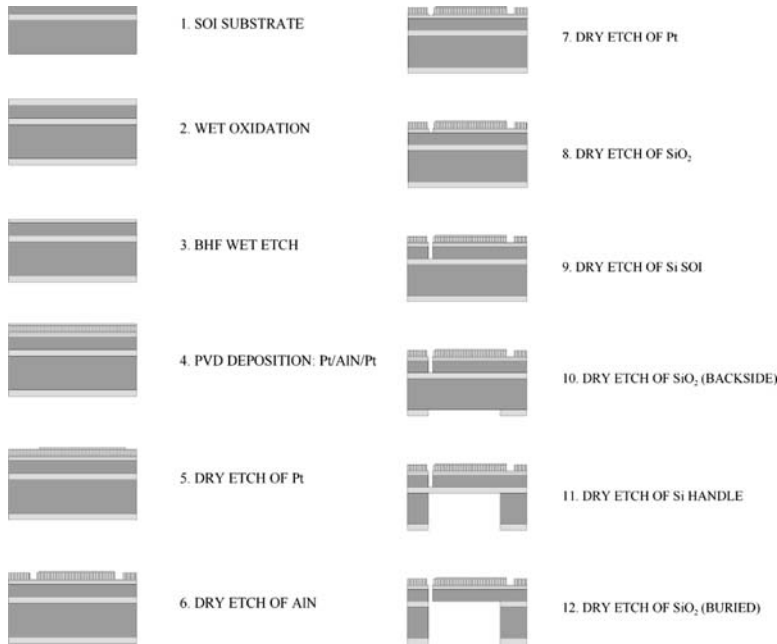 1. SOI SUBSTRATE
2. WET OXIDATION
3. BHF WET ETCH
4. PVD DEPOSITION: Pt/AlN/Pt
5. DRY ETCH OF Pt
6. DRY ETCH OF AlN
7. DRY ETCH OF Pt
8. DRY ETCH OF SiO₂
9. DRY ETCH OF Si SOI
10. DRY ETCH OF SiO₂ (BACKSIDE)
11. DRY ETCH OF Si HANDLE
12. DRY ETCH OF SiO₂ (BURIED)